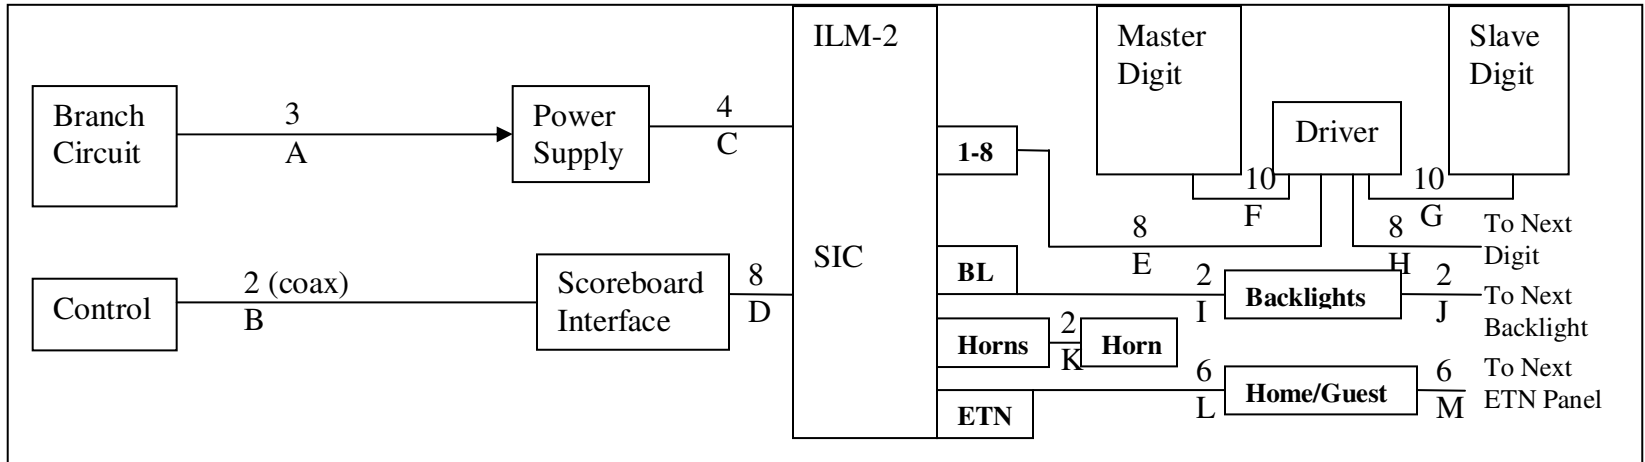 Branch
Circuit
3
A
Power
Supply
4
C
ILM-2
SIC
Master
Digit
Slave
Digit
Driver
1-8
10
F
10
G
8
E
8
H
To Next
Digit
Control
2 (coax)
B
Scoreboard
Interface
8
D
BL
2
I
Backlights
2
J
To Next
Backlight
Horns
2
K
Horn
ETN
6
L
Home/Guest
6
M
To Next
ETN Panel